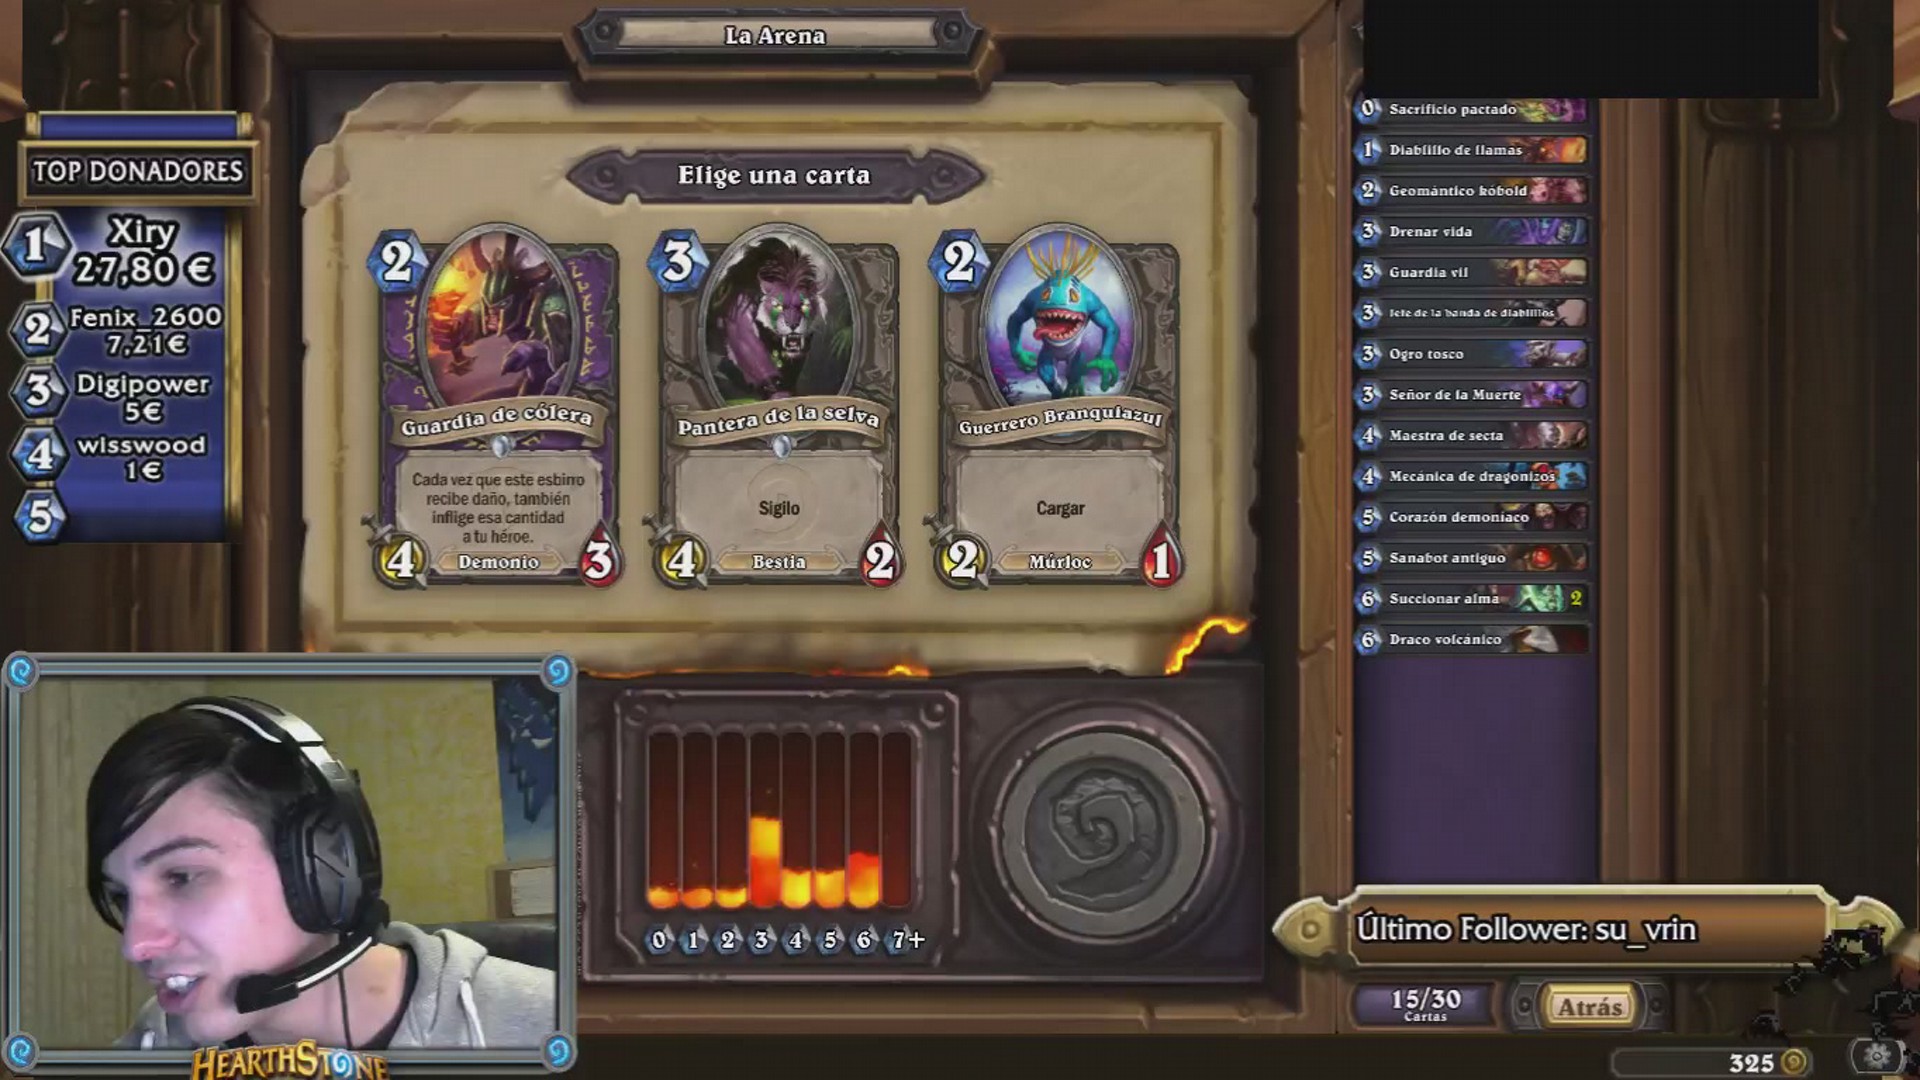 La Arena
TOP DONADORES
1 Xiry
27,80 €
2 Fenix_2600
7,21€
3 Digipower
5€
4 wisswood
1€
5
Elige una carta
2
Guardia de cólera
Cada vez que este esbirro
recibe daño, también
inflige esa cantidad
a tu héroe.
4 Demonio 3
3
Pantera de la selva
Sigilo
4 Bestia 2
2
Guerrero Branquiazul
Cargar
2 Múrloc 1
0 Sacrificio pactado
1 Diablillo de llamas
2 Geomántico kóbold
3 Drenar vida
3 Guardia vil
3 Jefe de la banda de diablillos
3 Ogro tosco
3 Señor de la Muerte
4 Maestra de secta
4 Mecánica de dragonizos
5 Corazón demoníaco
5 Sanabot antiguo
6 Succionar alma 2
6 Draco volcánico
0 1 2 3 4 5 6 7+
Último Follower: su_vrin
15/30
Cartas
Atrás
325
HEARTHSTONE